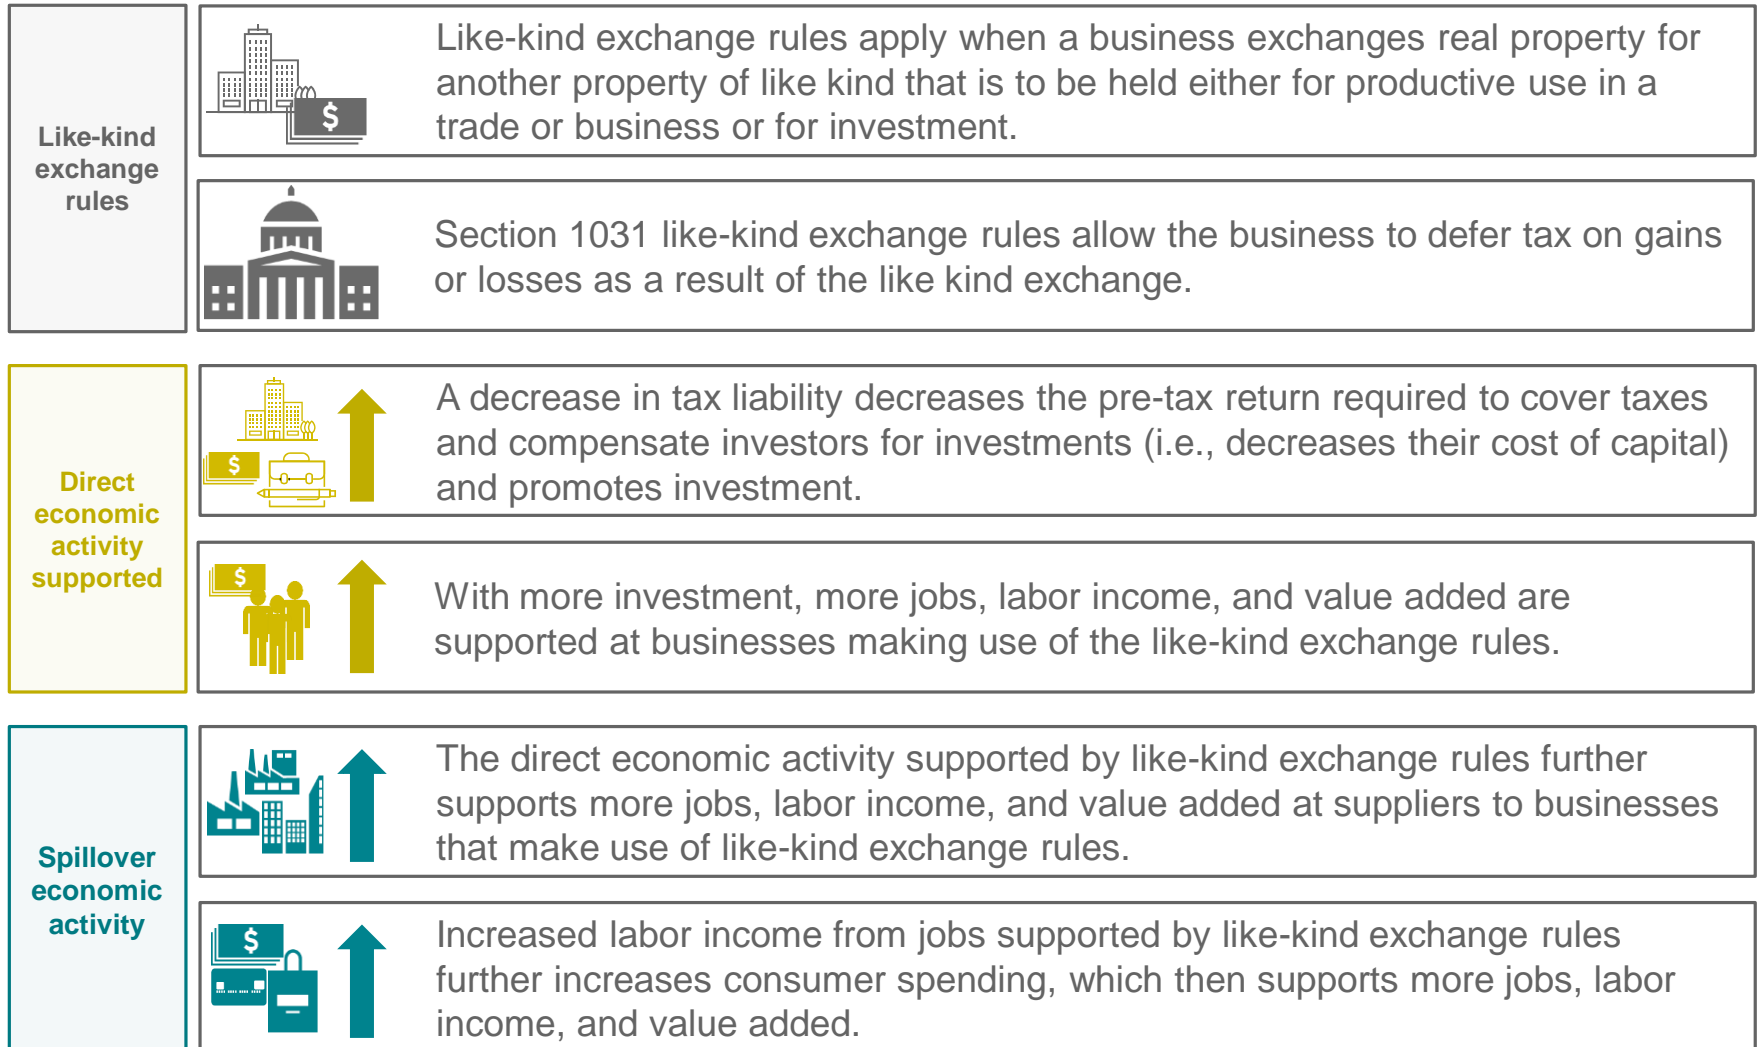 Like-kind
exchange
rules
Like-kind exchange rules apply when a business exchanges real property for
another property of like kind that is to be held either for productive use in a
trade or business or for investment.
$
Section 1031 like-kind exchange rules allow the business to defer tax on gains
or losses as a result of the like kind exchange.
Direct
economic
activity
supported
$
A decrease in tax liability decreases the pre-tax return required to cover taxes
and compensate investors for investments (i.e., decreases their cost of capital)
and promotes investment.
$
With more investment, more jobs, labor income, and value added are
supported at businesses making use of the like-kind exchange rules.
Spillover
economic
activity
The direct economic activity supported by like-kind exchange rules further
supports more jobs, labor income, and value added at suppliers to businesses
that make use of like-kind exchange rules.
$
Increased labor income from jobs supported by like-kind exchange rules
further increases consumer spending, which then supports more jobs, labor
income, and value added.